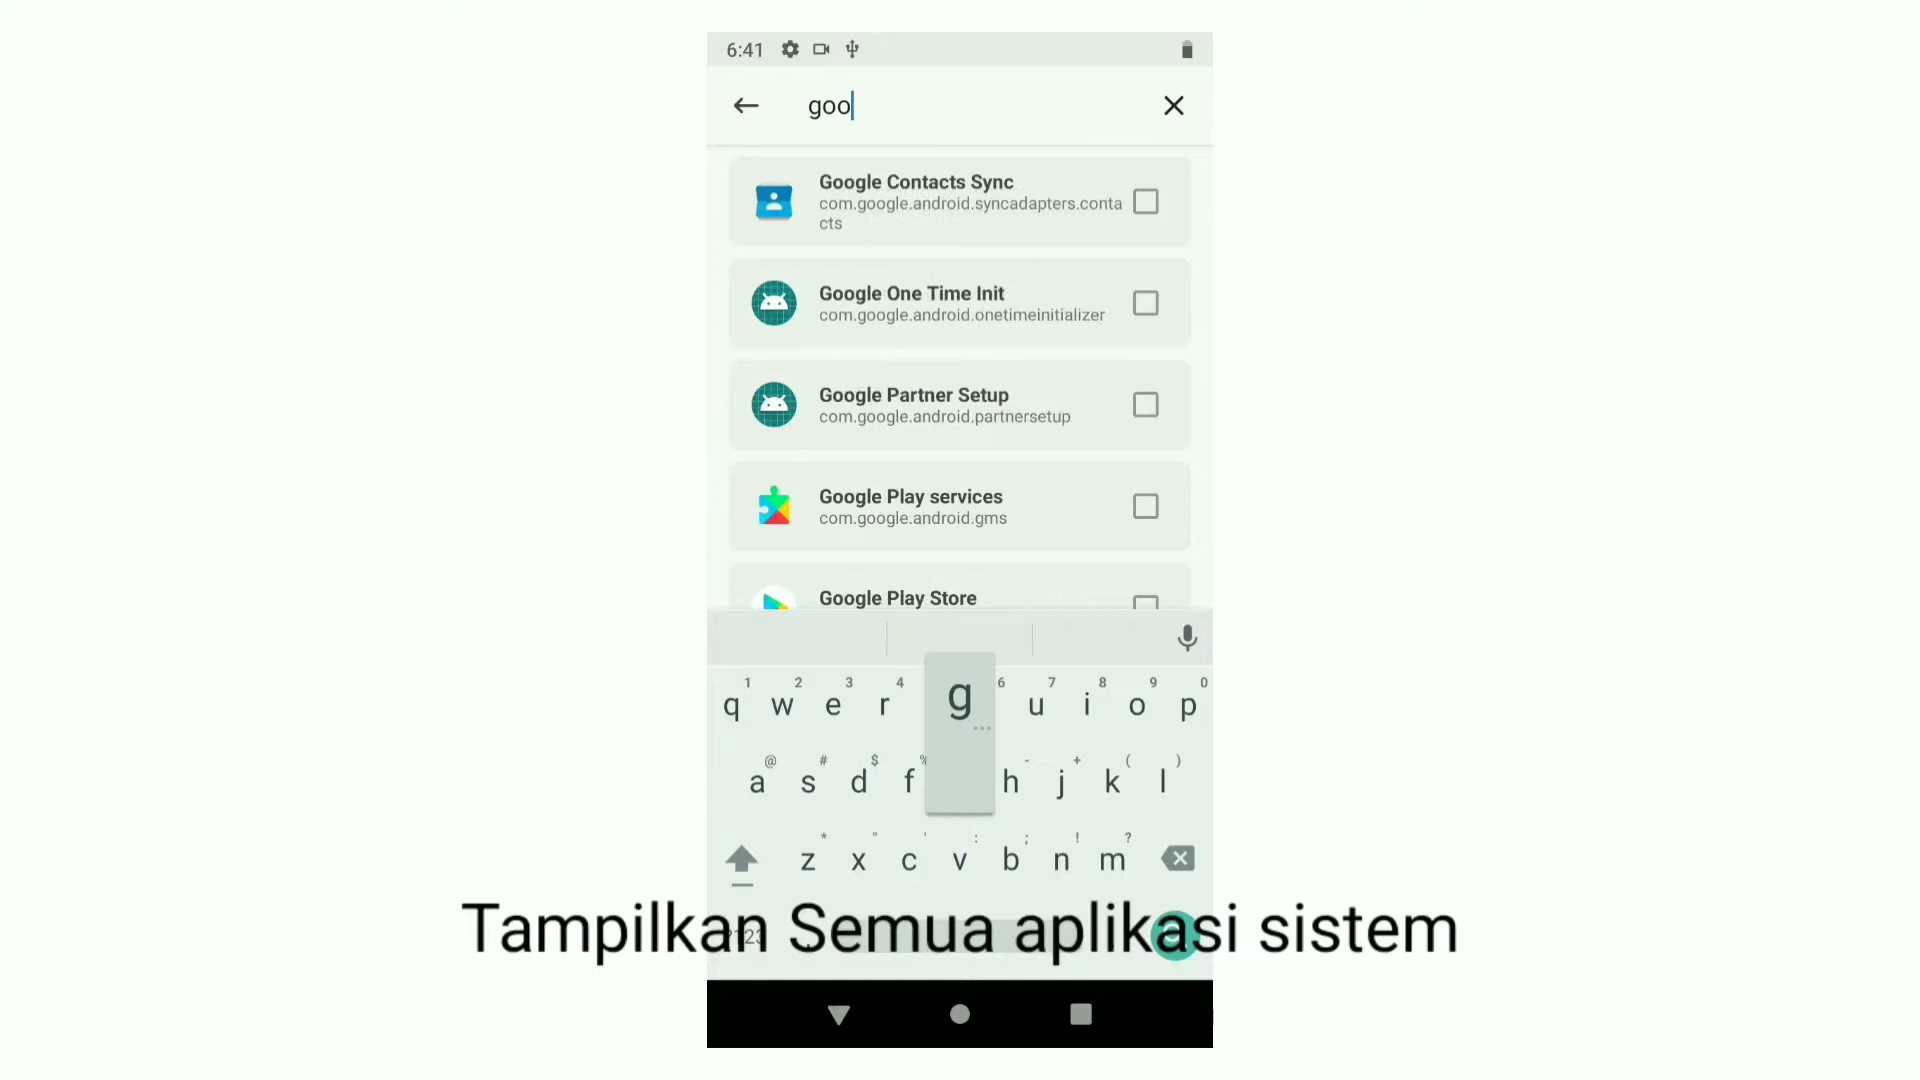 6:41
goo
Google Contacts Sync
com.google.android.syncadapters.conta
cts
Google One Time Init
com.google.android.onetimeinitializer
Google Partner Setup
com.google.android.partnersetup
Google Play services
com.google.android.gms
Google Play Store
1 2 3 4 6 7 8 9 0
q w e r g u i o p
@ # $ % - + ( )
a s d f h j k l
* " ' : ; ! ?
z x c v b n m
?123 ,
Tampilkan Semua aplikasi sistem